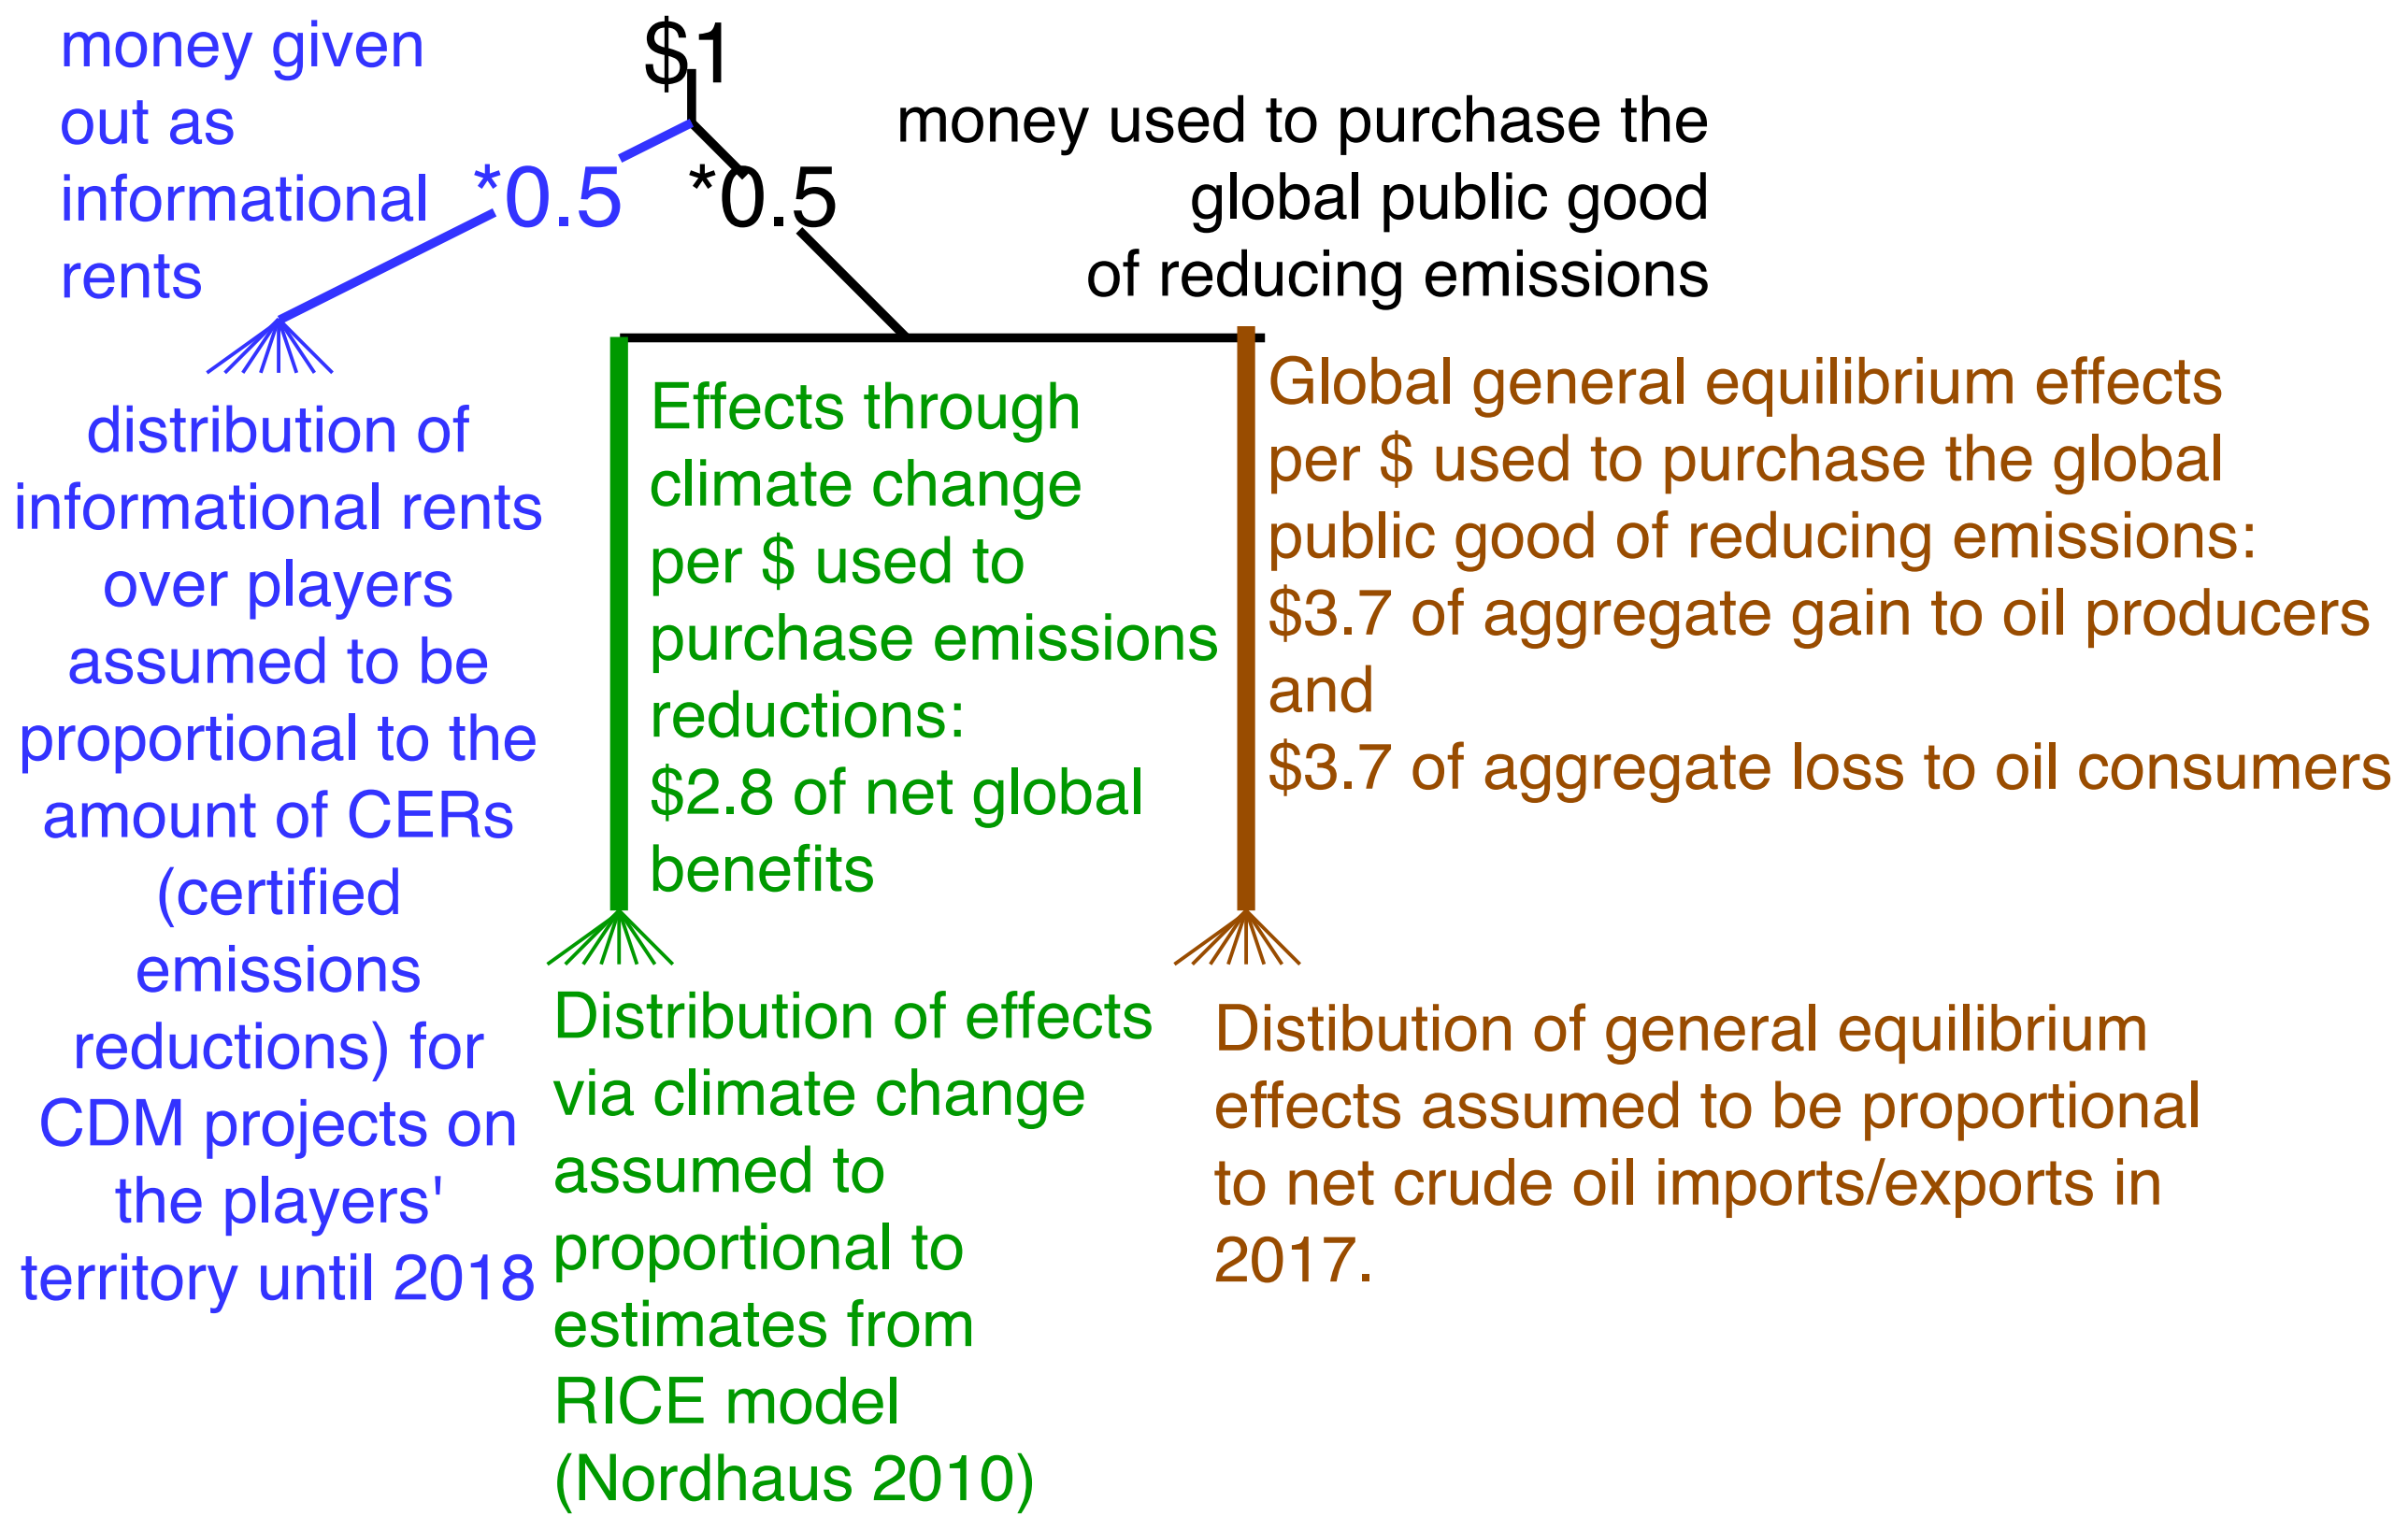 money given
out as
informational
rents
$1
*0.5
*0.5
money used to purchase the
global public good
of reducing emissions
distribution of
informational rents
over players
assumed to be
proportional to the
amount of CERs
(certified
emissions
reductions) for
CDM projects on
the players'
territory until 2018
Effects through
climate change
per $ used to
purchase emissions
reductions:
$2.8 of net global
benefits
Distribution of effects
via climate change
assumed to
proportional to
estimates from
RICE model
(Nordhaus 2010)
Global general equilibrium effects
per $ used to purchase the global
public good of reducing emissions:
$3.7 of aggregate gain to oil producers
and
$3.7 of aggregate loss to oil consumers
Distibution of general equilibrium
effects assumed to be proportional
to net crude oil imports/exports in
2017.